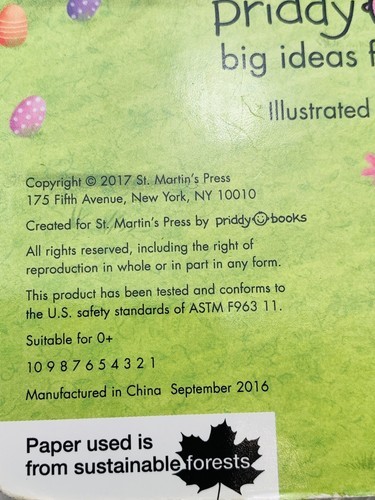 priddy
big ideas f
Illustrated
Copyright © 2017 St. Martin's Press
175 Fifth Avenue, New York, NY 10010
Created for St. Martin's Press by priddy books
All rights reserved, including the right of
reproduction in whole or in part in any form.
This product has been tested and conforms to
the U.S. safety standards of ASTM F963 11.
Suitable for 0+
10 9 8 7 6 5 4 3 2 1
Manufactured in China September 2016
Paper used is
from sustainable forests